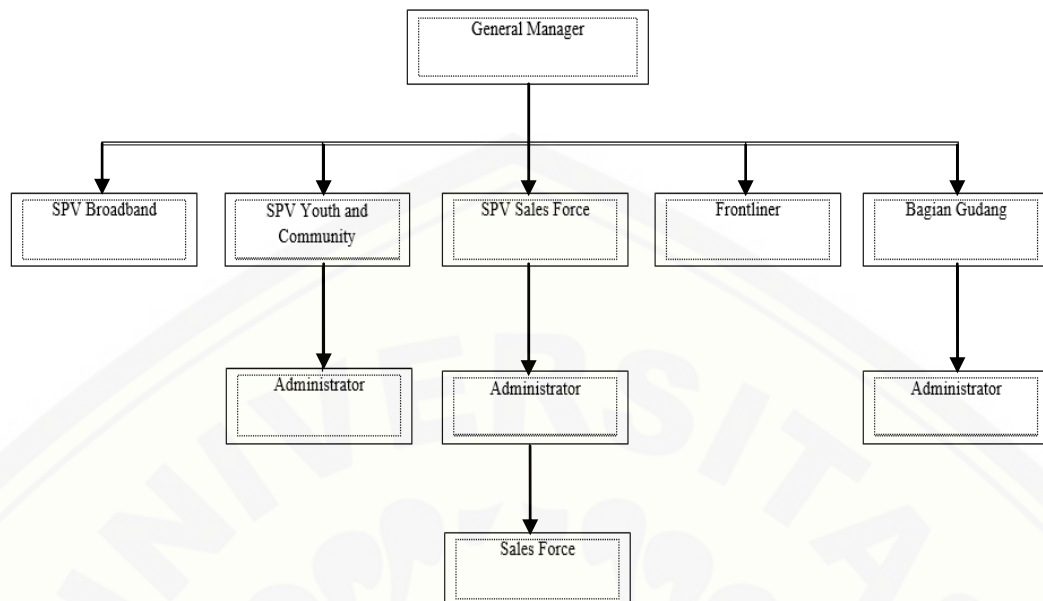 General Manager
SPV Broadband
SPV Youth and
Community
SPV Sales Force
Frontliner
Bagian Gudang
Administrator
Administrator
Administrator
Sales Force
UNIVERSITAS